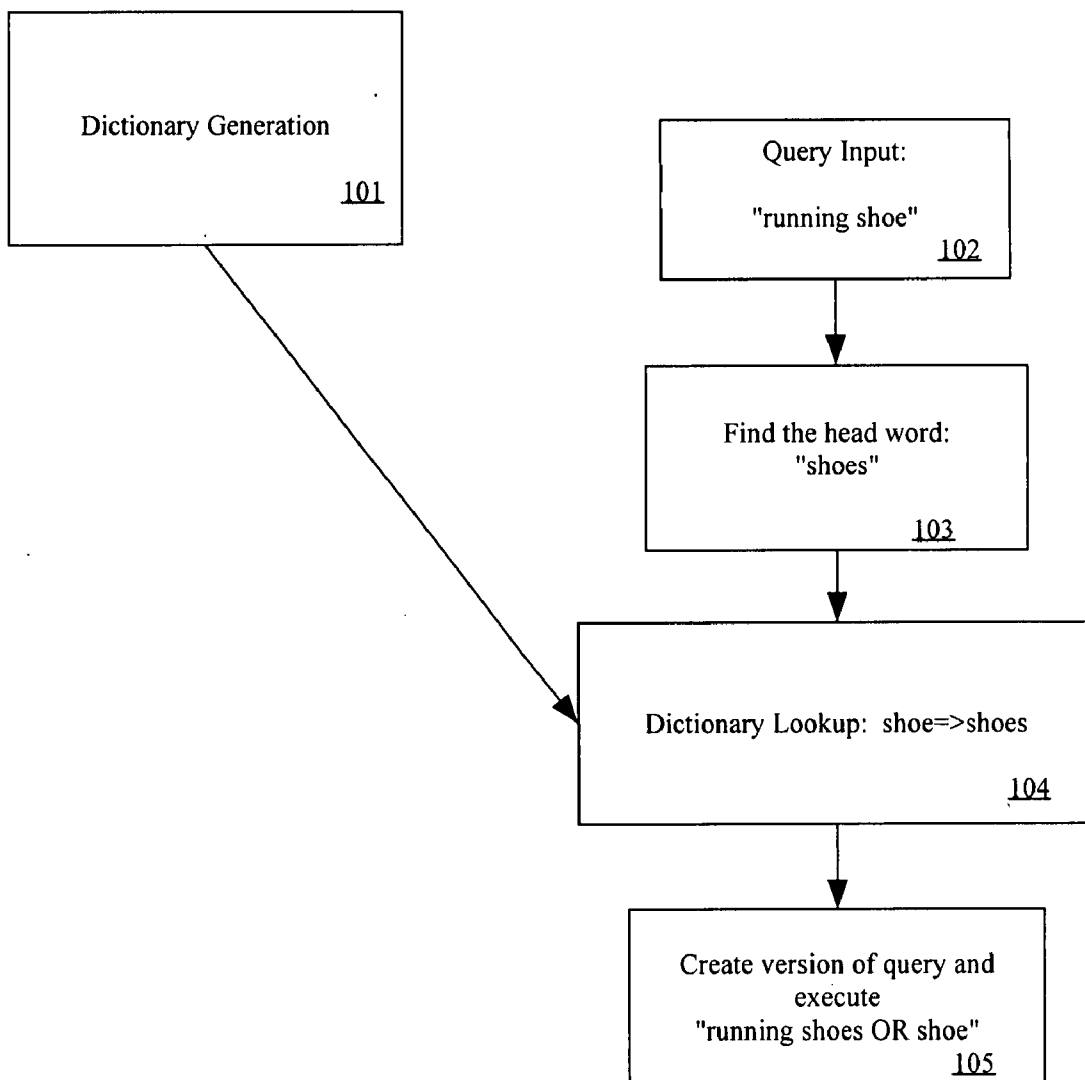 Dictionary Generation
101
Query Input:
"running shoe"
102
Find the head word:
"shoes"
103
Dictionary Lookup:  shoe=>shoes
104
Create version of query and
execute
"running shoes OR shoe"
105